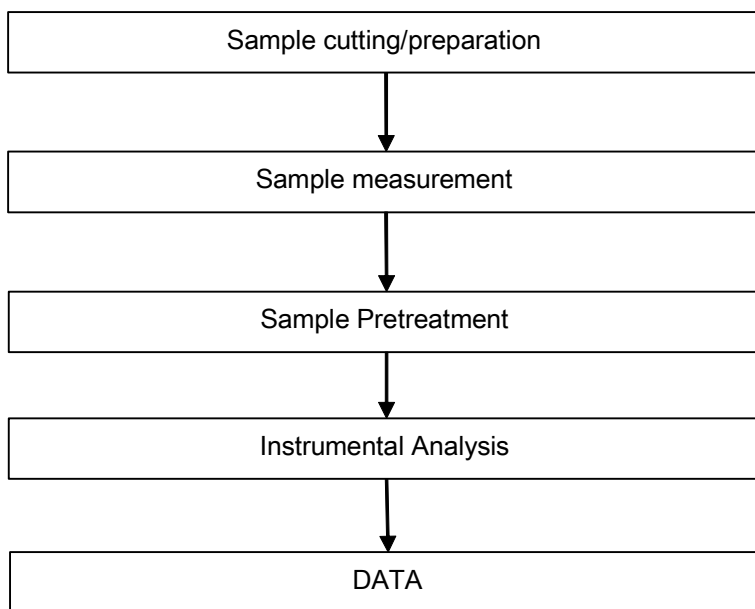 Sample cutting/preparation
Sample measurement
Sample Pretreatment
Instrumental Analysis
DATA